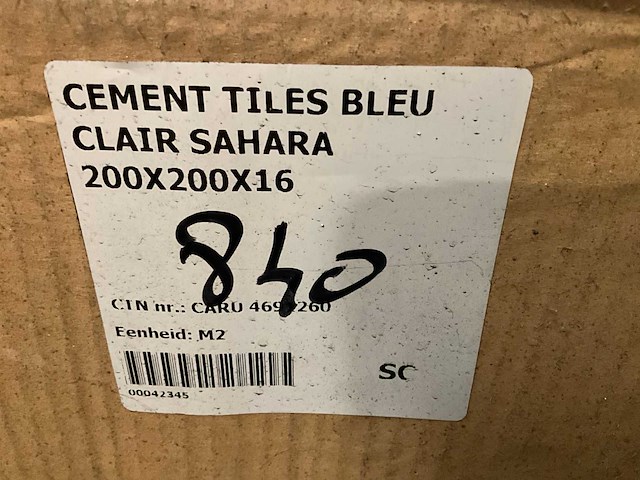 CEMENT TILES BLEU
CLAIR SAHARA
200X200X16
840
CTN nr.: CARU
Eenheid: M2
00042345
SC